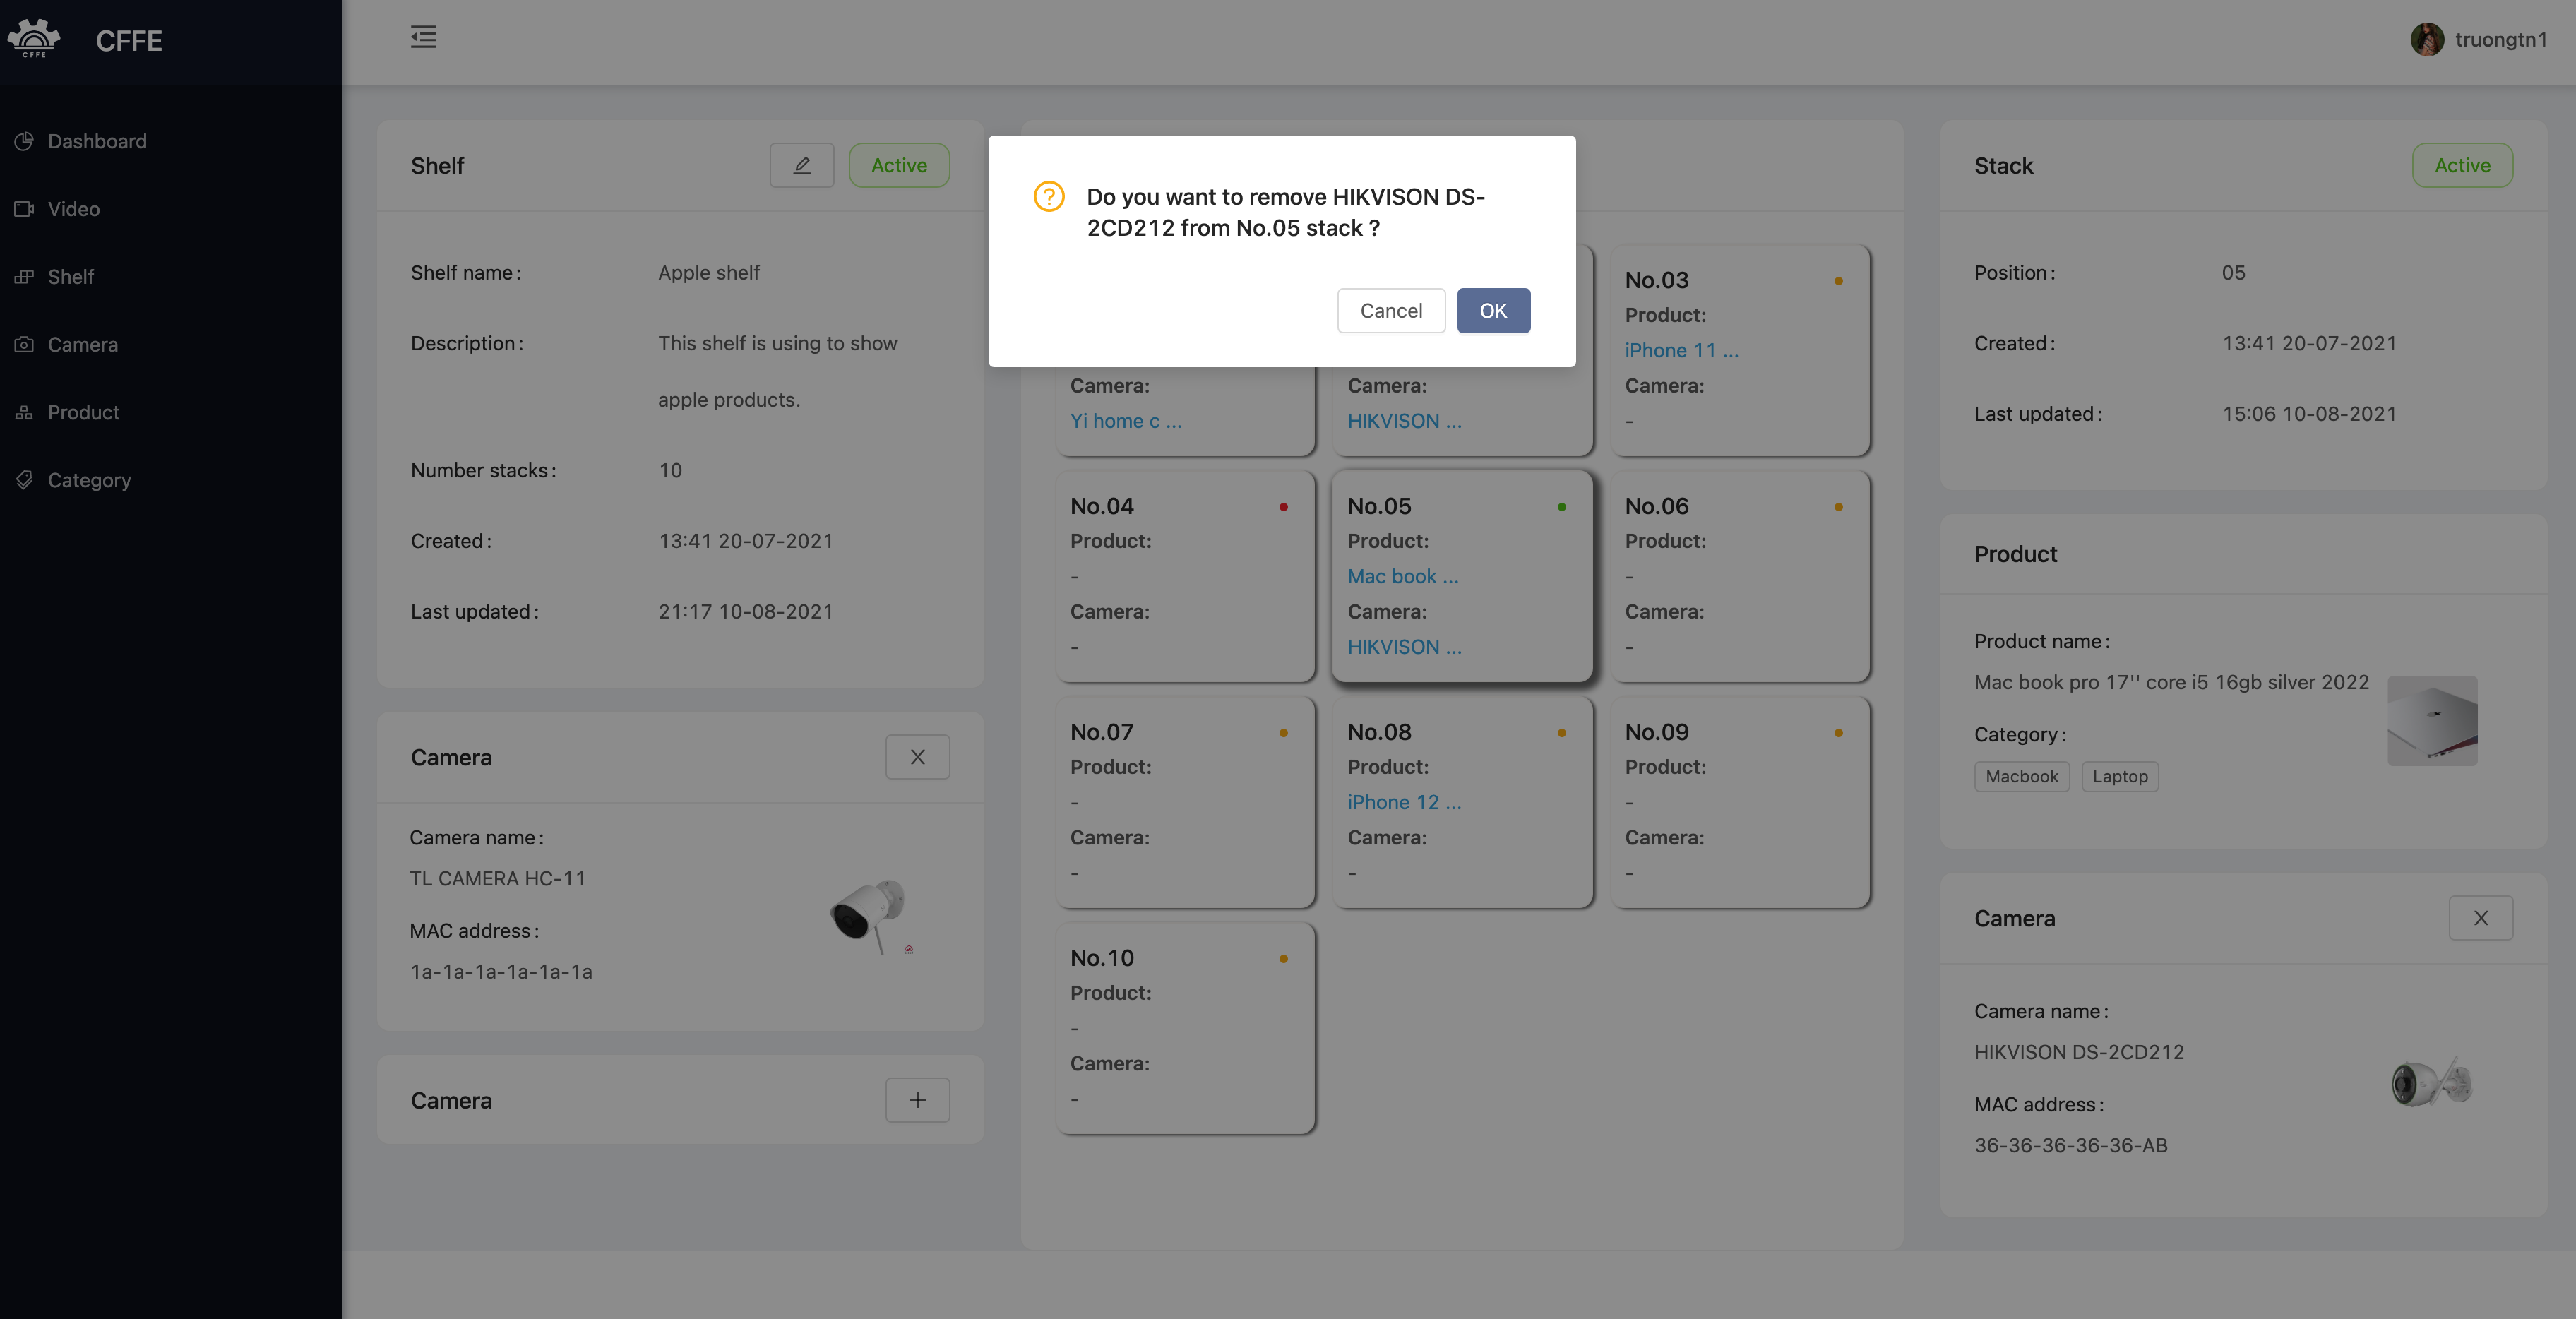 CFFE
CFFE
truongtn1
Dashboard
Video
Shelf
Camera
Product
Category
Shelf
Active
Shelf name :
Apple shelf
Description :
This shelf is using to show
apple products.
Number stacks :
10
Created :
13:41 20-07-2021
Last updated :
21:17 10-08-2021
Camera
Camera name :
TL CAMERA HC-11
MAC address :
1a-1a-1a-1a-1a-1a
Camera
Do you want to remove HIKVISON DS-
2CD212 from No.05 stack ?
Cancel
OK
Camera:
Yi home c ...
Camera:
HIKVISON ...
No.03
Product:
iPhone 11 ...
Camera:
-
No.04
Product:
-
Camera:
-
No.05
Product:
Mac book ...
Camera:
HIKVISON ...
No.06
Product:
-
Camera:
-
No.07
Product:
-
Camera:
-
No.08
Product:
iPhone 12 ...
Camera:
-
No.09
Product:
-
Camera:
-
No.10
Product:
-
Camera:
-
Stack
Active
Position :
05
Created :
13:41 20-07-2021
Last updated :
15:06 10-08-2021
Product
Product name :
Mac book pro 17'' core i5 16gb silver 2022
Category :
Macbook
Laptop
Camera
Camera name :
HIKVISON DS-2CD212
MAC address :
36-36-36-36-36-AB